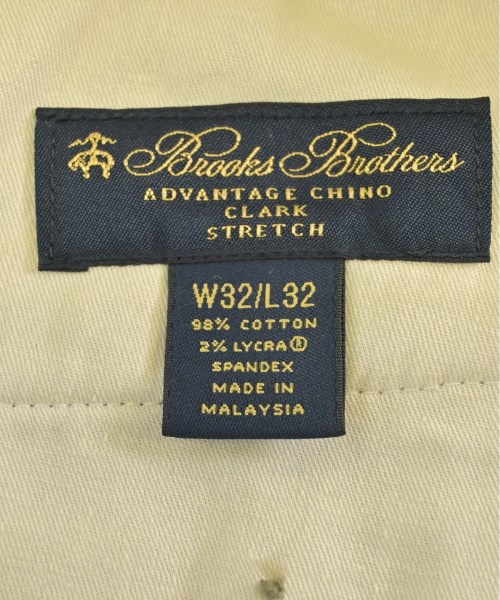 Brooks Brothers
ADVANTAGE CHINO
CLARK
STRETCH
W32/L32
98% COTTON
2% LYCRA®
SPANDEX
MADE IN
MALAYSIA